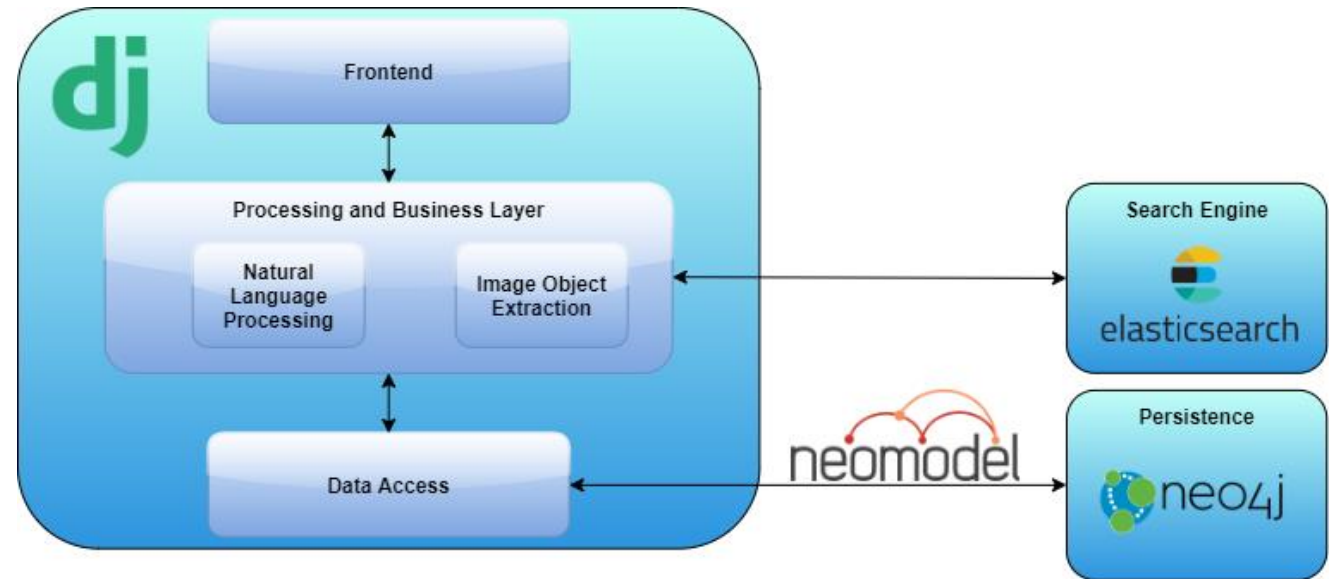 dj
Frontend
Processing and Business Layer
Natural
Language
Processing
Image Object
Extraction
Data Access
neomodel
Search Engine
elasticsearch
Persistence
neo4j